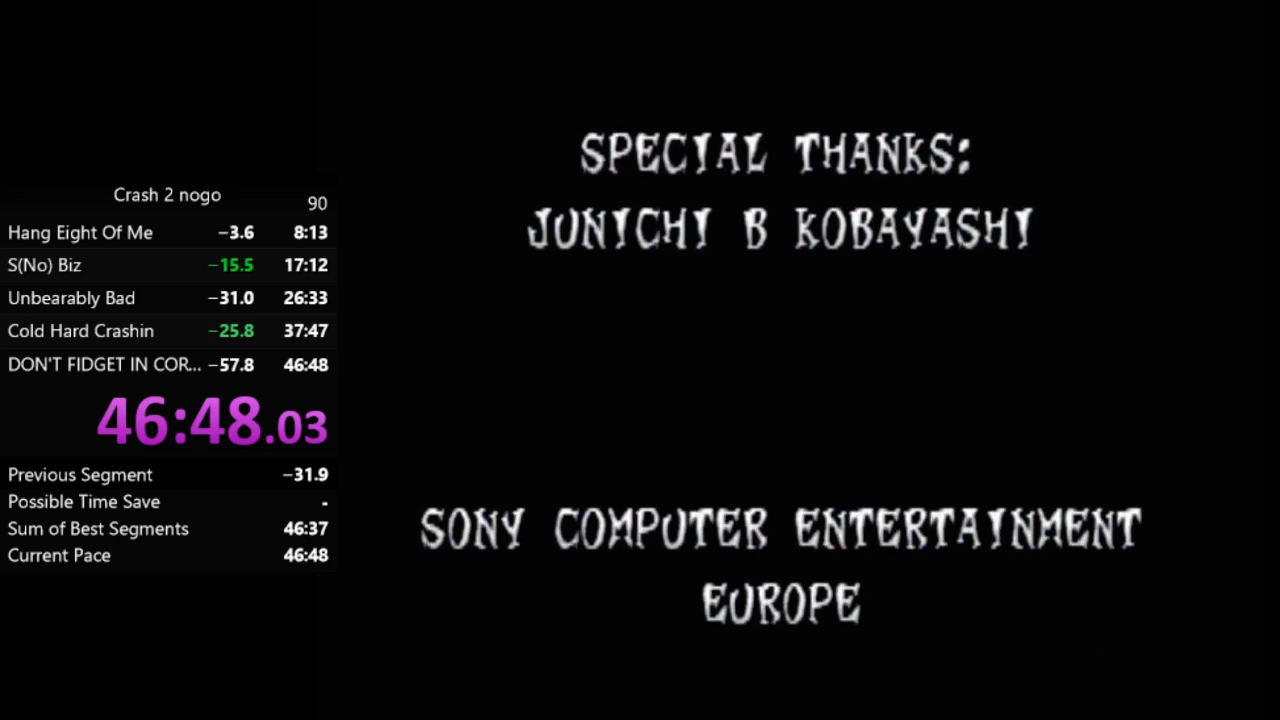 Crash 2 nogo
90
Hang Eight Of Me −3.6 8:13
S(No) Biz −15.5 17:12
Unbearably Bad −31.0 26:33
Cold Hard Crashin −25.8 37:47
DON'T FIDGET IN COR... −57.8 46:48
46:48.03
Previous Segment −31.9
Possible Time Save -
Sum of Best Segments 46:37
Current Pace 46:48
SPECIAL THANKS:
JUNICHI B KOBAYASHI
SONY COMPUTER ENTERTAINMENT
EUROPE